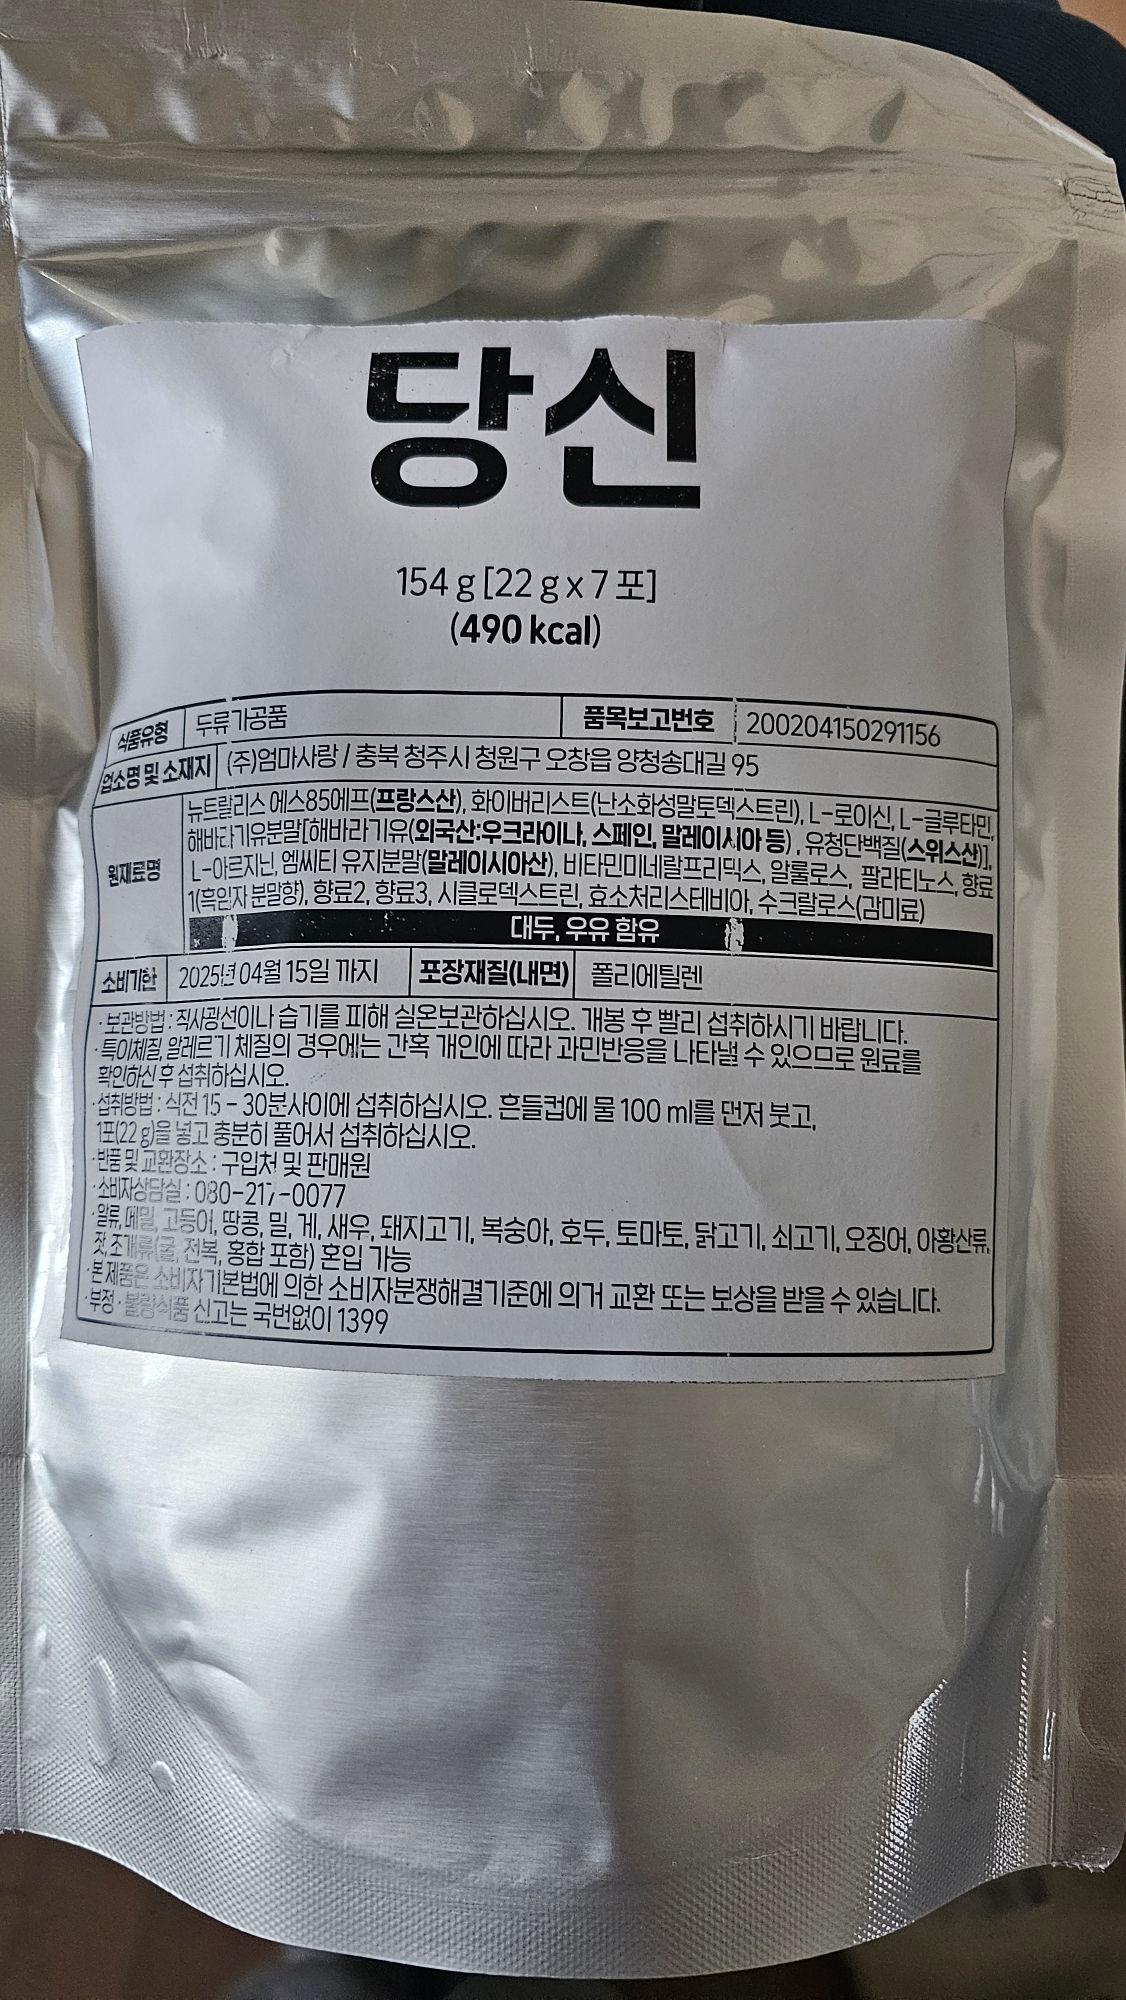 당신
154 g [22 g x 7 포]
(490 kcal)
식품유형 두류가공품 품목보고번호 200204150291156
업소명 및 소재지 (주)엄마사랑 / 충북 청주시 청원구 오창읍 양청송대길 95
원재료명 뉴트랄리스 에스85에프(프랑스산), 화이버리스트(난소화성말토덱스트린), L-로이신, L-글루타민,
해바라기유분말[해바라기유(외국산:우크라이나, 스페인, 말레이시아 등) , 유청단백질(스위스산)],
L-아르지닌, 엠씨티 유지분말(말레이시아산), 비타민미네랄프리믹스, 알룰로스, 팔라티노스, 향료
1(흑임자 분말향), 향료2, 향료3, 시클로덱스트린, 효소처리스테비아, 수크랄로스(감미료)
대두, 우유 함유
소비기한 2025년 04월 15일 까지 포장재질(내면) 폴리에틸렌
· 보관방법 : 직사광선이나 습기를 피해 실온보관하십시오. 개봉 후 빨리 섭취하시기 바랍니다.
· 특이체질, 알레르기 체질의 경우에는 간혹 개인에 따라 과민반응을 나타낼 수 있으므로 원료를
확인하신 후 섭취하십시오.
· 섭취방법 : 식전 15 - 30분사이에 섭취하십시오. 흔들컵에 물 100 ml를 먼저 붓고,
1포(22 g)을 넣고 충분히 풀어서 섭취하십시오.
· 반품 및 교환장소 : 구입처 및 판매원
· 소비자상담실 : 080-217-0077
· 알류, 메밀, 고등어, 땅콩, 밀, 게, 새우, 돼지고기, 복숭아, 호두, 토마토, 닭고기, 쇠고기, 오징어, 아황산류,
잣, 조개류(굴, 전복, 홍합 포함) 혼입 가능
· 본 제품은 소비자기본법에 의한 소비자분쟁해결기준에 의거 교환 또는 보상을 받을 수 있습니다.
· 부정 · 불량식품 신고는 국번없이 1399